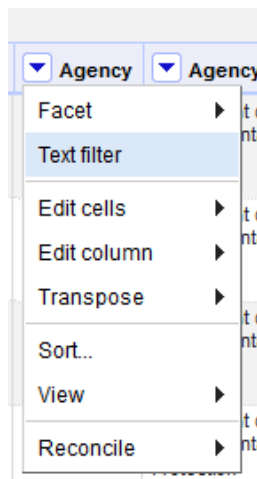 Agency Agency
Facet
Text filter
Edit cells
Edit column
Transpose
Sort...
View
Reconcile